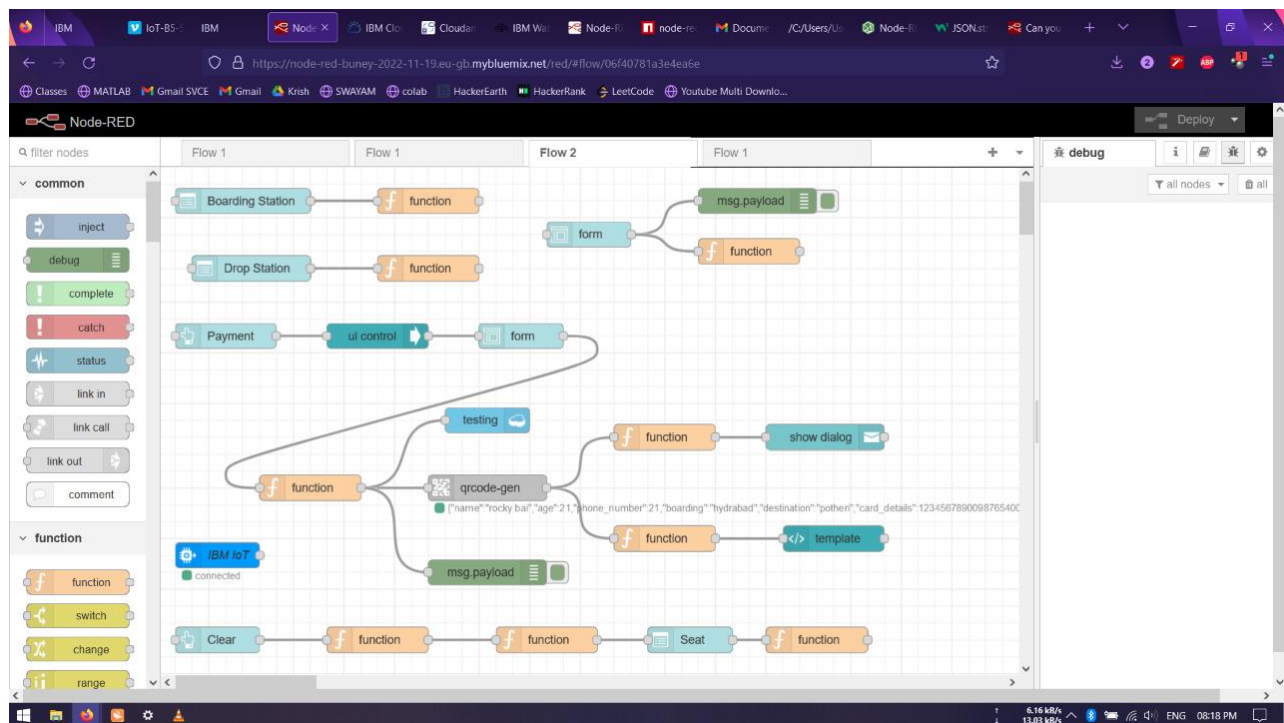 IBM
IoT-B5-
IBM
Node
IBM Clo
Cloudan
IBM Wat
Node-R
node-re
Docume
/C:/Users/Us
Node-R
JSON.st
Can you
https://node-red-buney-2022-11-19.eu-gb.mybluemix.net/red/#flow/06f40781a3e4ea6e
2
ABP
Classes MATLAB Gmail SVCE Gmail Krish SWAYAM colab HackerEarth HackerRank LeetCode Youtube Multi Downlo...
Node-RED
Deploy
filter nodes
Flow 1
Flow 1
Flow 2
Flow 1
debug
all nodes
all
common
inject
debug
complete
catch
status
link in
link call
link out
comment
function
function
switch
change
range
Boarding Station
function
msg.payload
form
function
Drop Station
function
Payment
ui control
form
testing
function
show dialog
function
qrcode-gen
{"name":"rocky bai","age":21,"phone_number":21,"boarding":"hydrabad","destination":"potheri","card_details":1234567890098765400
function
template
IBM IoT
connected
msg.payload
Clear
function
function
Seat
function
6.16 kB/s
13.03 kB/s
ENG
08:18 PM